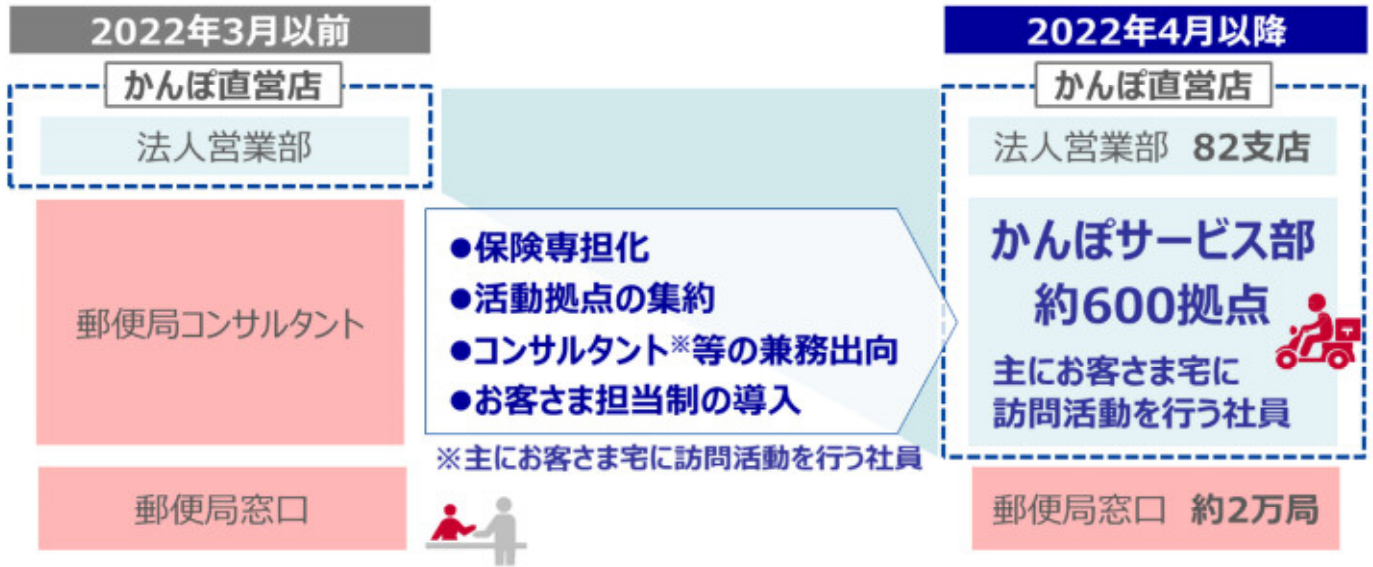 2022年3月以前
かんぽ直営店
法人営業部
郵便局コンサルタント
郵便局窓口
●保険専担化
●活動拠点の集約
●コンサルタント※等の兼務出向
●お客さま担当制の導入
※主にお客さま宅に訪問活動を行う社員
2022年4月以降
かんぽ直営店
法人営業部 82支店
かんぽサービス部
約600拠点
主にお客さま宅に
訪問活動を行う社員
郵便局窓口 約2万局